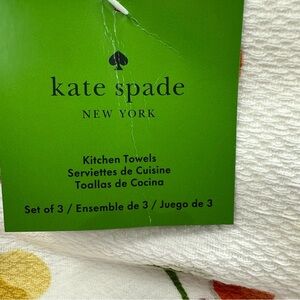 kate spade
NEW YORK
Kitchen Towels
Serviettes de Cuisine
Toallas de Cocina
Set of 3 / Ensemble de 3 / Juego de 3